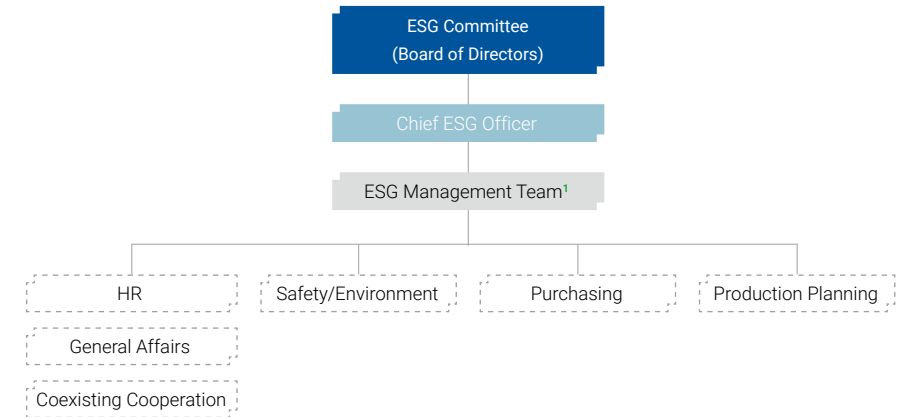 ESG Committee
(Board of Directors)
Chief ESG Officer
ESG Management Team¹
HR
Safety/Environment
Purchasing
Production Planning
General Affairs
Coexisting Cooperation